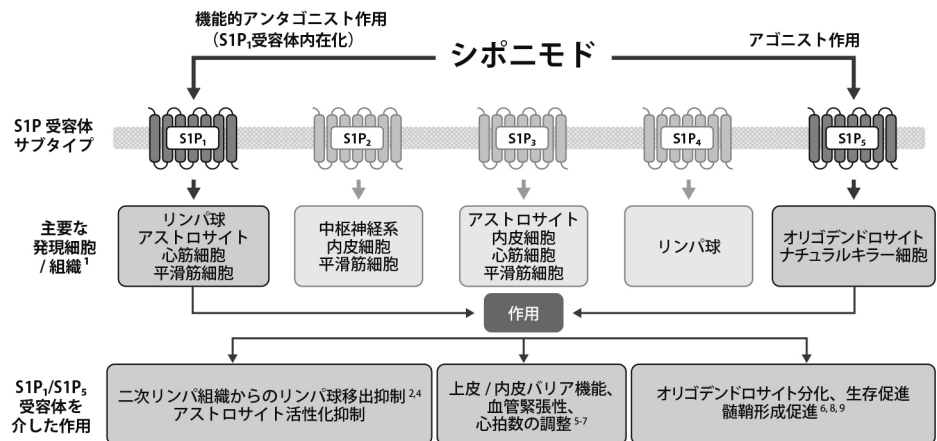 機能的アンタゴニスト作用
（S1P₁受容体内在化）
シポニモド
アゴニスト作用
S1P 受容体
サブタイプ
S1P₁
S1P₂
S1P₃
S1P₄
S1P₅
主要な
発現細胞
/ 組織¹
リンパ球
アストロサイト
心筋細胞
平滑筋細胞
中枢神経系
内皮細胞
平滑筋細胞
アストロサイト
内皮細胞
心筋細胞
平滑筋細胞
リンパ球
オリゴデンドロサイト
ナチュラルキラー細胞
作用
S1P₁/S1P₅
受容体を
介した作用
二次リンパ組織からのリンパ球移出抑制²,⁴
アストロサイト活性化抑制
上皮 / 内皮バリア機能、
血管緊張性、
心拍数の調整⁵⁻⁷
オリゴデンドロサイト分化、生存促進
髄鞘形成促進⁶,⁸,⁹